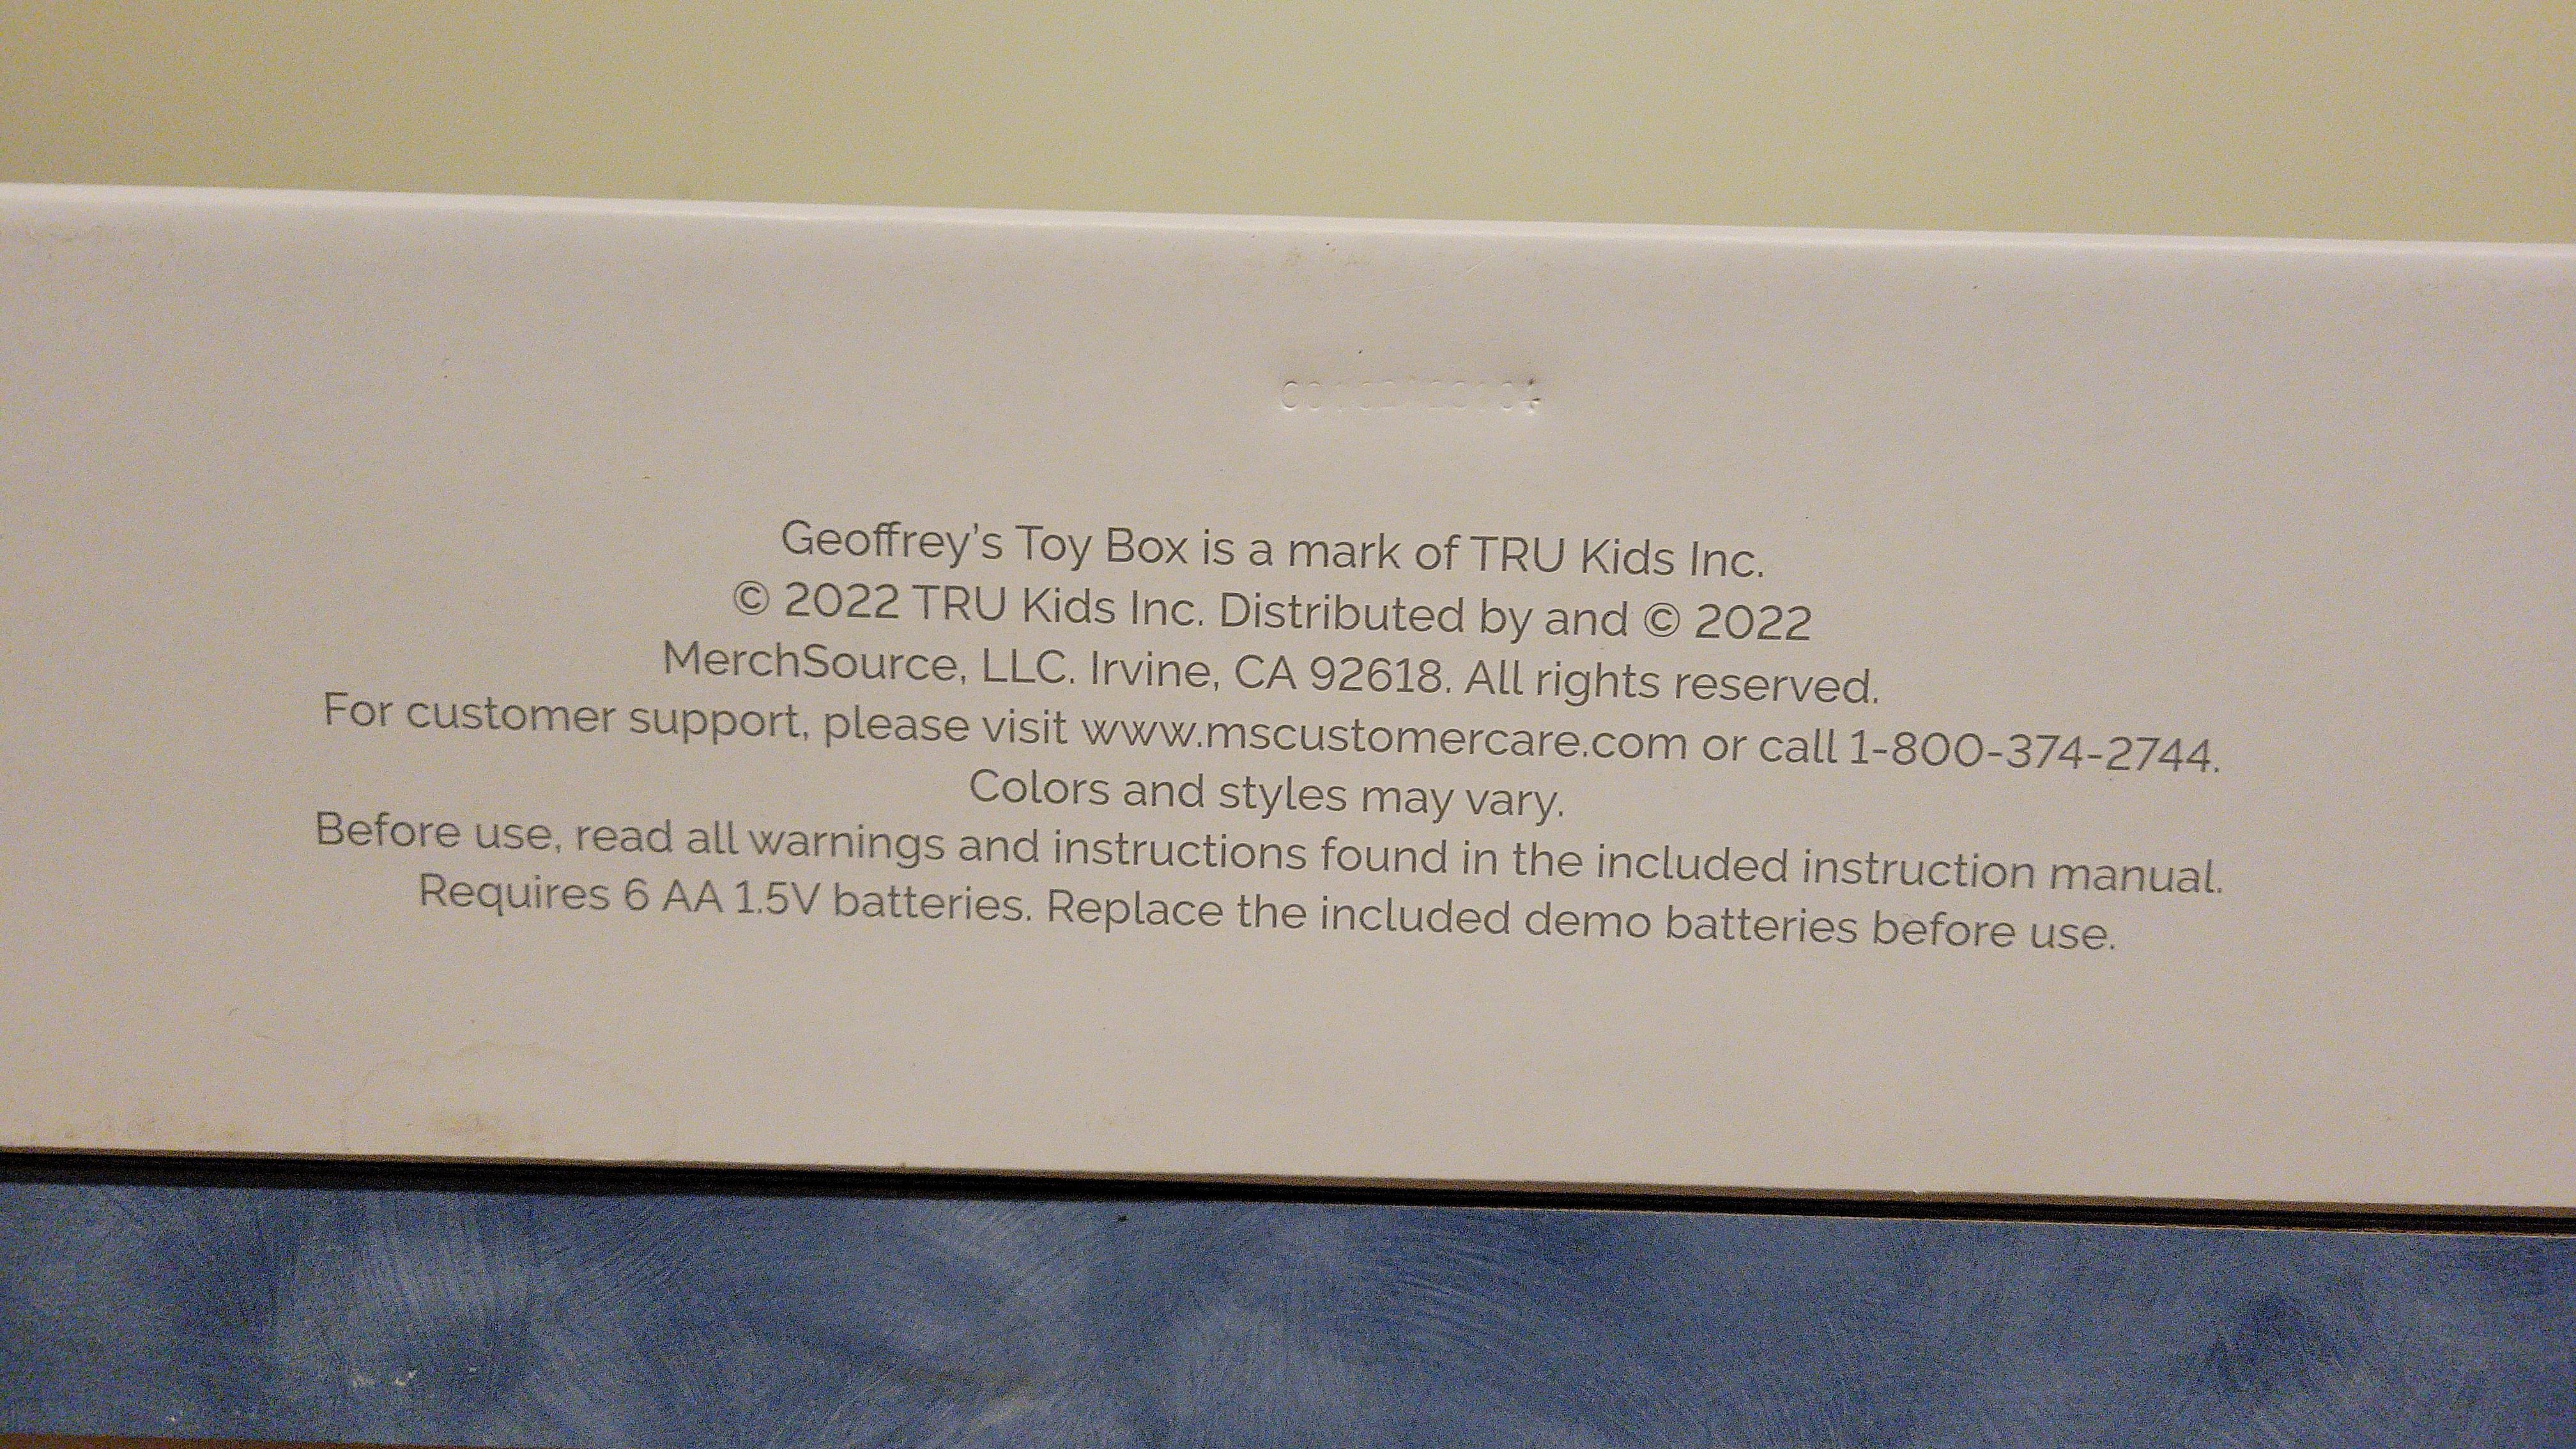 Geoffrey's Toy Box is a mark of TRU Kids Inc.
© 2022 TRU Kids Inc. Distributed by and © 2022
MerchSource, LLC. Irvine, CA 92618. All rights reserved.
For customer support, please visit www.mscustomercare.com or call 1-800-374-2744.
Colors and styles may vary.
Before use, read all warnings and instructions found in the included instruction manual.
Requires 6 AA 1.5V batteries. Replace the included demo batteries before use.